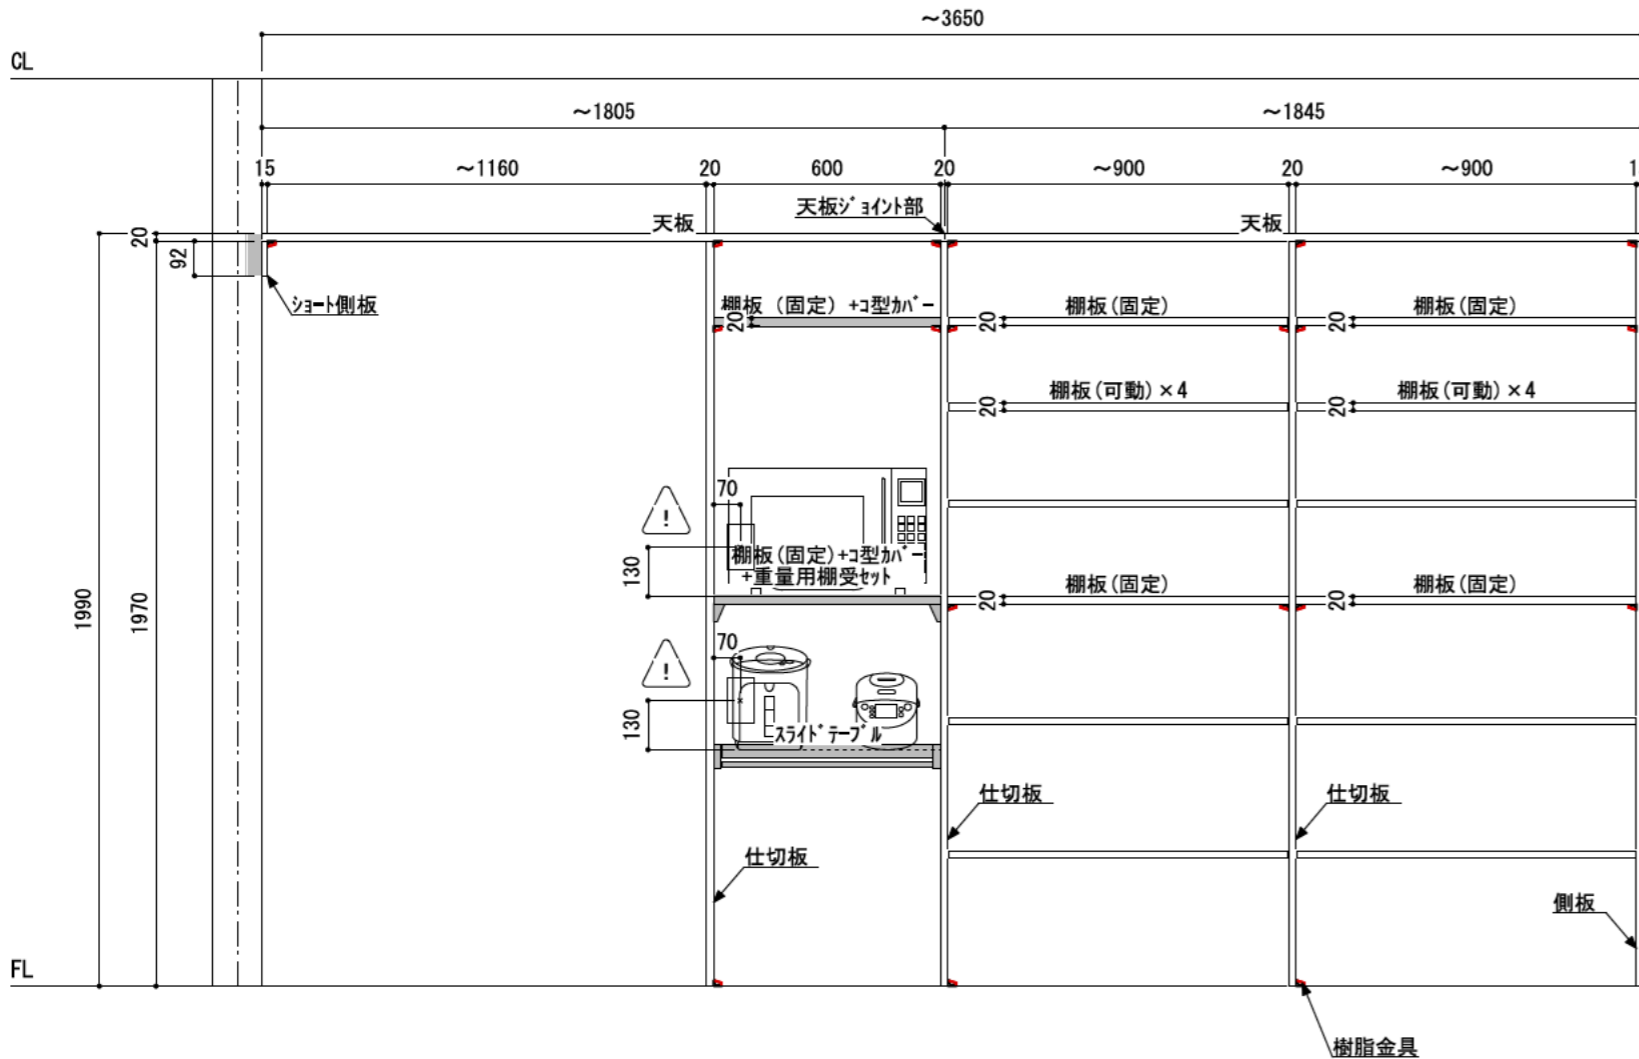 ～3650
CL
～1805
～1845
15
～1160
20
600
20
～900
20
～900
1
天板
天板ｼﾞｮｲﾝﾄ部
天板
20
92
ｼｮｰﾄ側板
棚板（固定）+ｺ型ｶﾊﾞｰ
棚板(固定)
棚板(固定)
20
20
20
棚板(可動)×4
棚板(可動)×4
20
20
70
!
棚板(固定)+ｺ型ｶﾊﾞｰ
+重量用棚受ｾｯﾄ
130
棚板(固定)
棚板(固定)
20
20
1990
1970
70
!
130
ｽﾗｲﾄﾞﾃｰﾌﾞﾙ
仕切板
仕切板
仕切板
側板
FL
樹脂金具